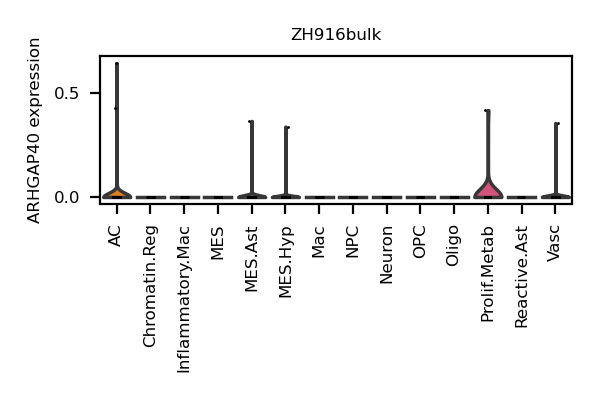 ZH916bulk
ARHGAP40 expression
0.5
0.0
AC
Chromatin.Reg
Inflammatory.Mac
MES
MES.Ast
MES.Hyp
Mac
NPC
Neuron
OPC
Oligo
Prolif.Metab
Reactive.Ast
Vasc